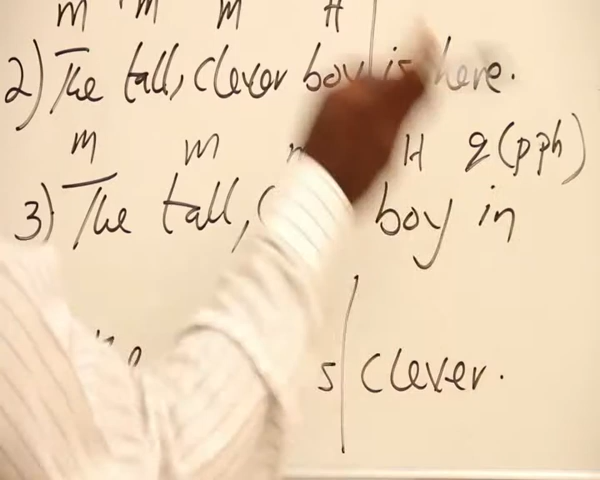 m m m H
2) The tall, clever boy is here.
m m H q (pph)
3) The tall, boy in
s clever.